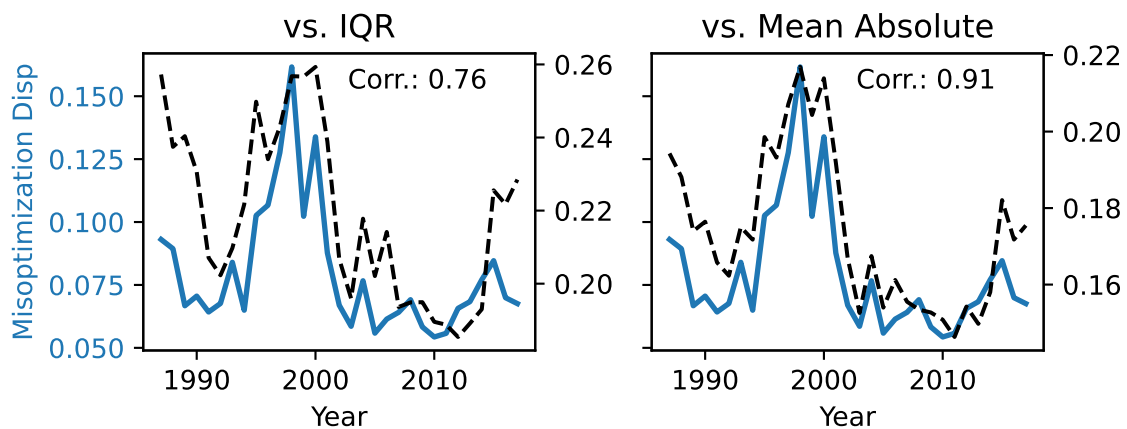 vs. IQR
Misoptimization Disp
0.150
0.125
0.100
0.075
0.050
Corr.: 0.76
0.26
0.24
0.22
0.20
1990 2000 2010
Year
vs. Mean Absolute
Corr.: 0.91
0.22
0.20
0.18
0.16
1990 2000 2010
Year